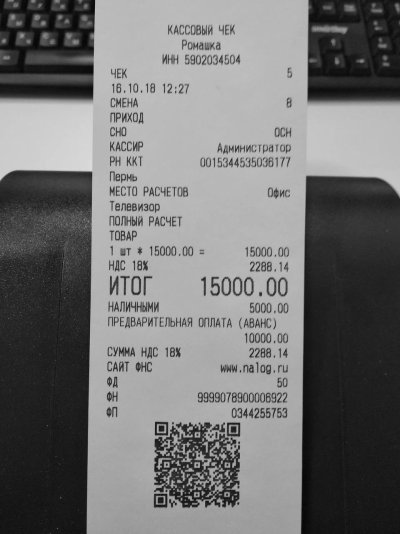 КАССОВЫЙ ЧЕК
Ромашка
ИНН 5902034504
ЧЕК 5
16.10.18 12:27
СМЕНА 8
ПРИХОД
СНО ОСН
КАССИР Администратор
РН ККТ 0015344535036177
Пермь
МЕСТО РАСЧЕТОВ Офис
Телевизор
ПОЛНЫЙ РАСЧЕТ
ТОВАР
1 шт * 15000.00 = 15000.00
НДС 18% 2288.14
ИТОГ 15000.00
НАЛИЧНЫМИ 5000.00
ПРЕДВАРИТЕЛЬНАЯ ОПЛАТА (АВАНС)
10000.00
СУММА НДС 18% 2288.14
САЙТ ФНС www.nalog.ru
ФД 50
ФН 9999078900006922
ФП 0344255753